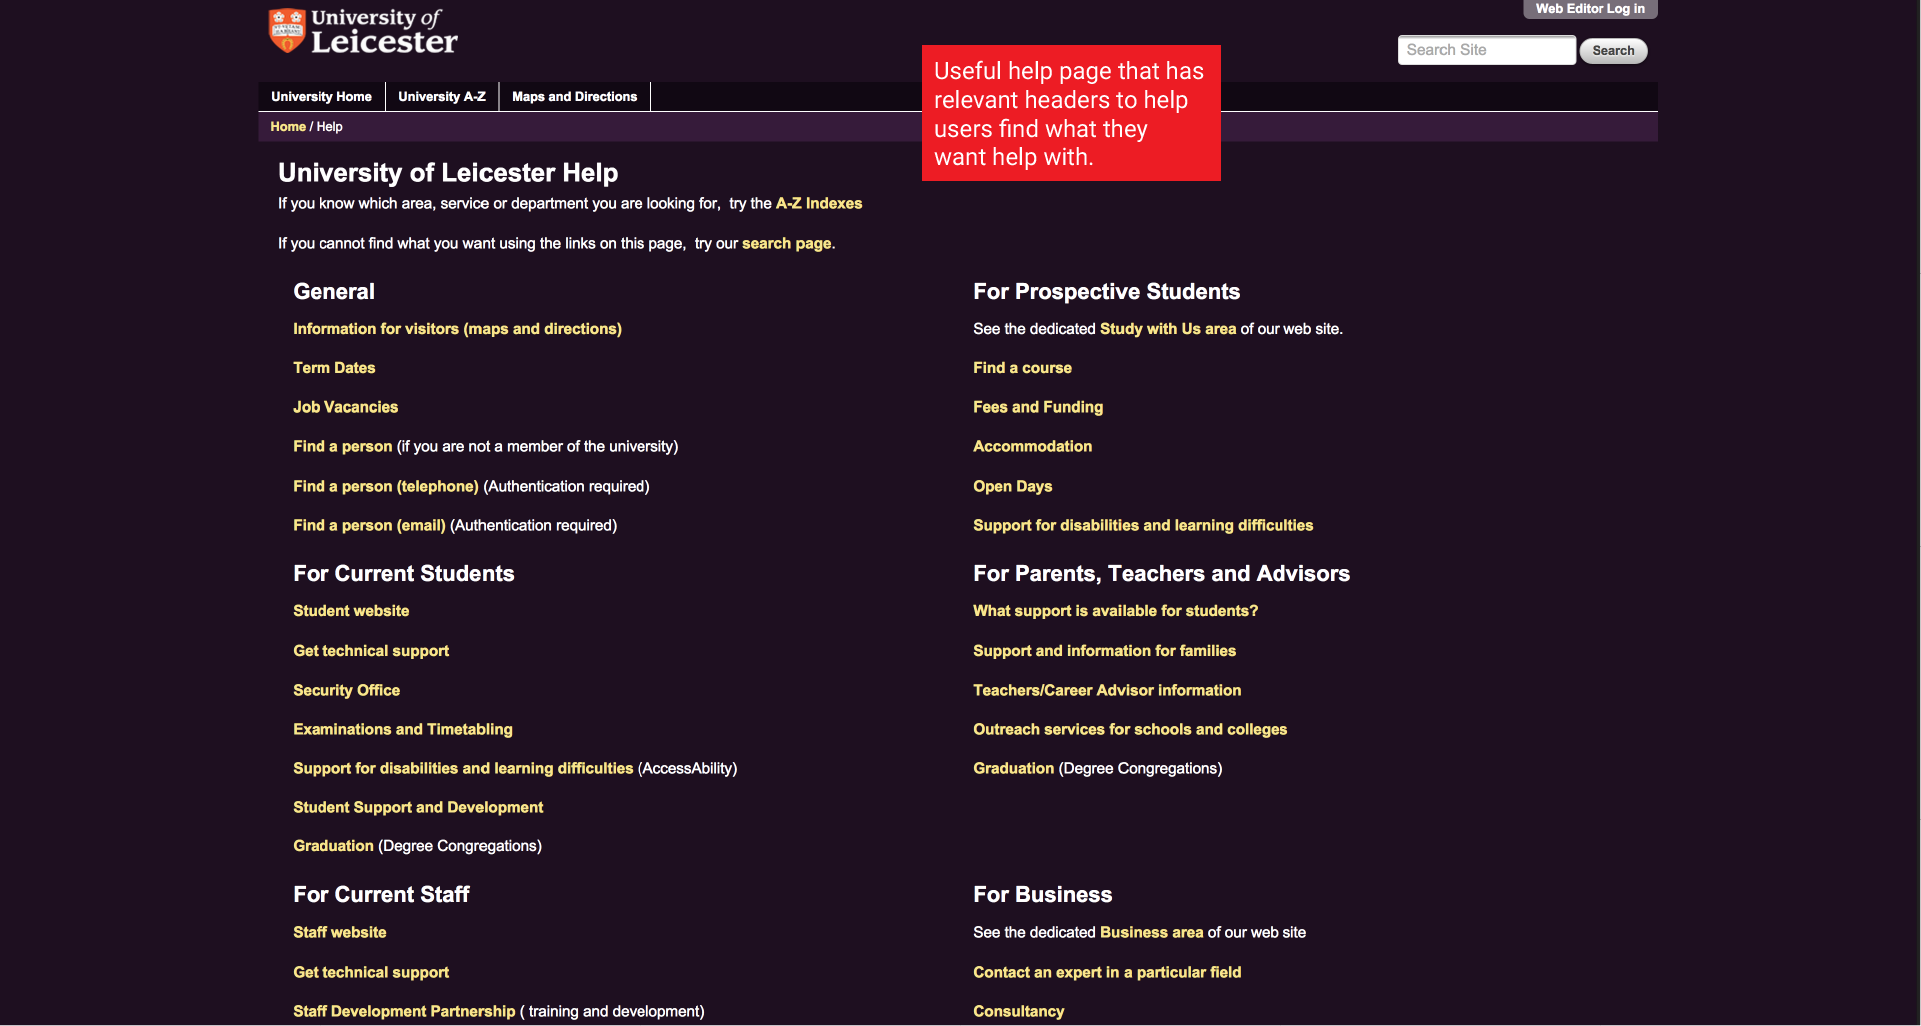 University of
Leicester
Web Editor Log in
Search Site
Search
Useful help page that has
relevant headers to help
users find what they
want help with.
University Home
University A-Z
Maps and Directions
Home / Help
University of Leicester Help
If you know which area, service or department you are looking for, try the A-Z Indexes
If you cannot find what you want using the links on this page, try our search page.
General
Information for visitors (maps and directions)
Term Dates
Job Vacancies
Find a person (if you are not a member of the university)
Find a person (telephone) (Authentication required)
Find a person (email) (Authentication required)
For Prospective Students
See the dedicated Study with Us area of our web site.
Find a course
Fees and Funding
Accommodation
Open Days
Support for disabilities and learning difficulties
For Current Students
Student website
Get technical support
Security Office
Examinations and Timetabling
Support for disabilities and learning difficulties (AccessAbility)
Student Support and Development
Graduation (Degree Congregations)
For Parents, Teachers and Advisors
What support is available for students?
Support and information for families
Teachers/Career Advisor information
Outreach services for schools and colleges
Graduation (Degree Congregations)
For Current Staff
Staff website
Get technical support
Staff Development Partnership ( training and development)
For Business
See the dedicated Business area of our web site
Contact an expert in a particular field
Consultancy